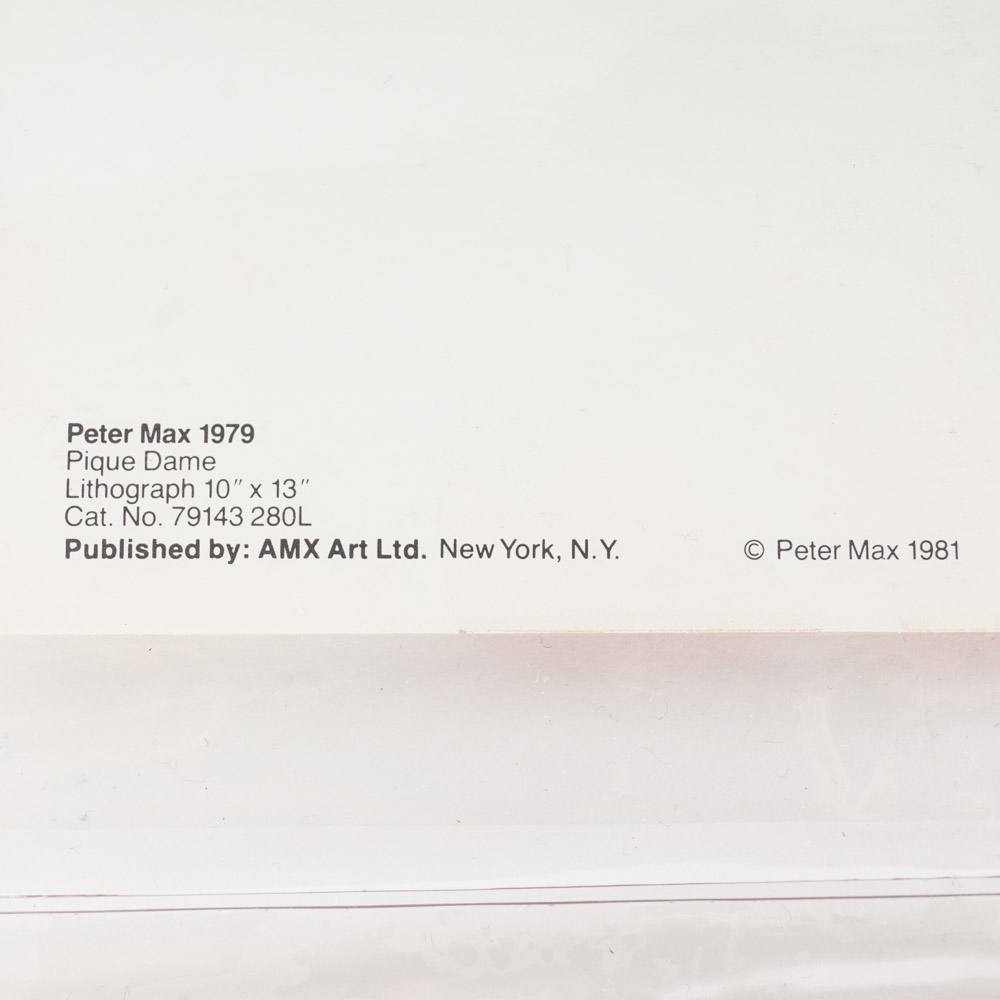 Peter Max 1979
Pique Dame
Lithograph 10" x 13"
Cat. No. 79143 280L
Published by: AMX Art Ltd. New York, N.Y. © Peter Max 1981